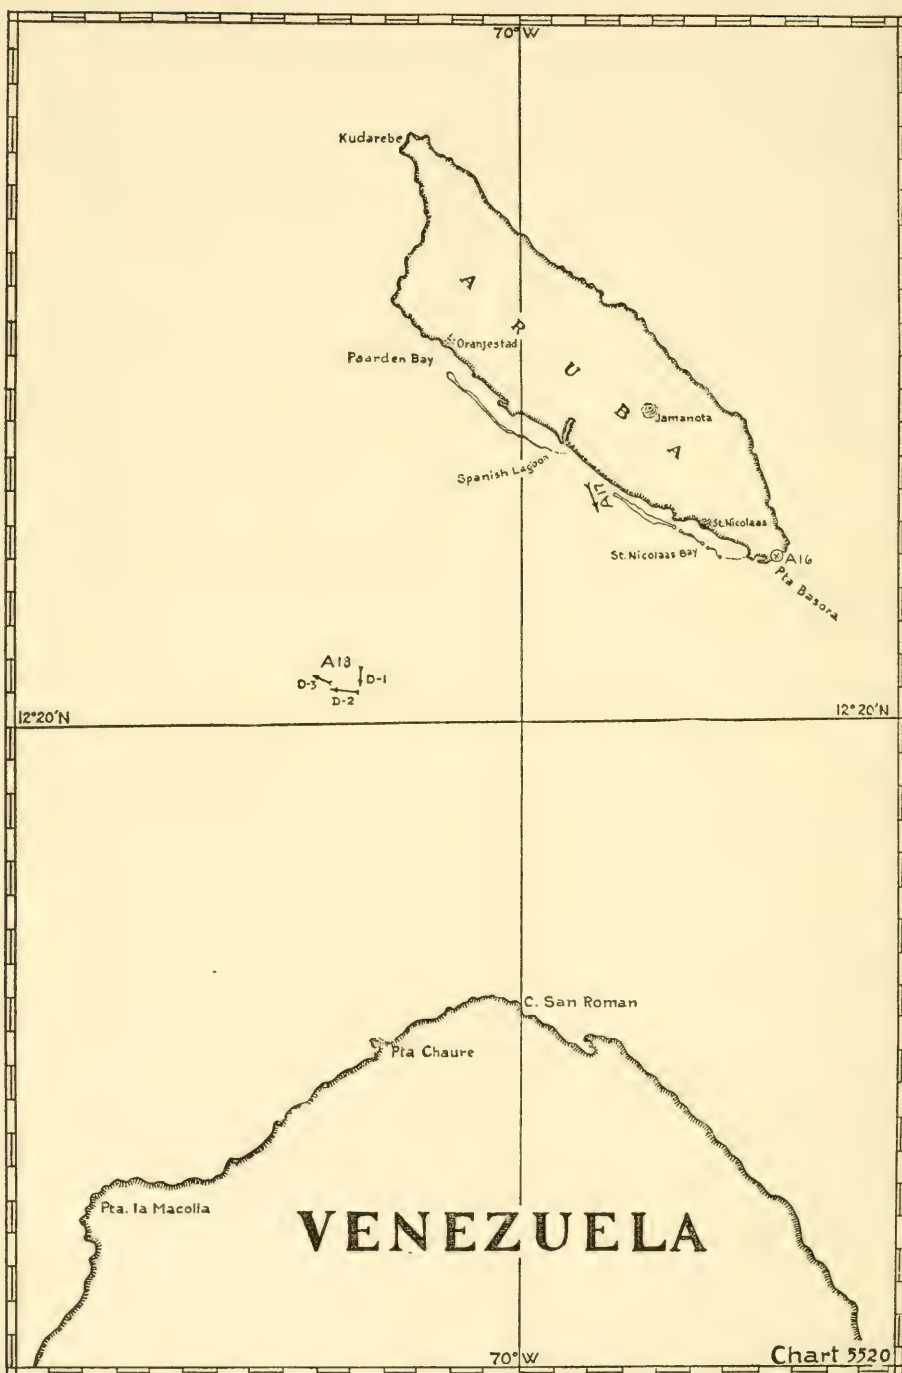 70°W
Kudarebe
ARUBA
Oranjestad
Paarden Bay
Jamanota
Spanish Lagoon
A17
St. Nicolaas
St. Nicolaas Bay
A16
Pta Basora
A18
D-3
D-1
D-2
12°20'N
12°20'N
C. San Roman
Pta Chaure
Pta. la Macolla
VENEZUELA
70°W
Chart 5520